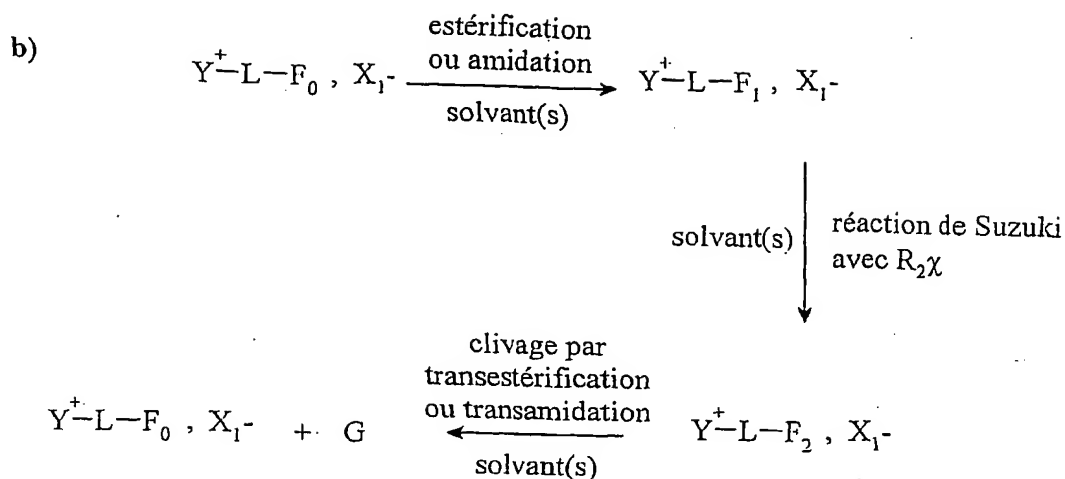 b)
estérification
ou amidation
Y⁺—L—F₀ , X₁- Y⁺—L—F₁ , X₁-
solvant(s)
solvant(s)
réaction de Suzuki
avec R₂χ
clivage par
transestérification
ou transamidation
Y⁺—L—F₀ , X₁- + G Y⁺—L—F₂ , X₁-
solvant(s)